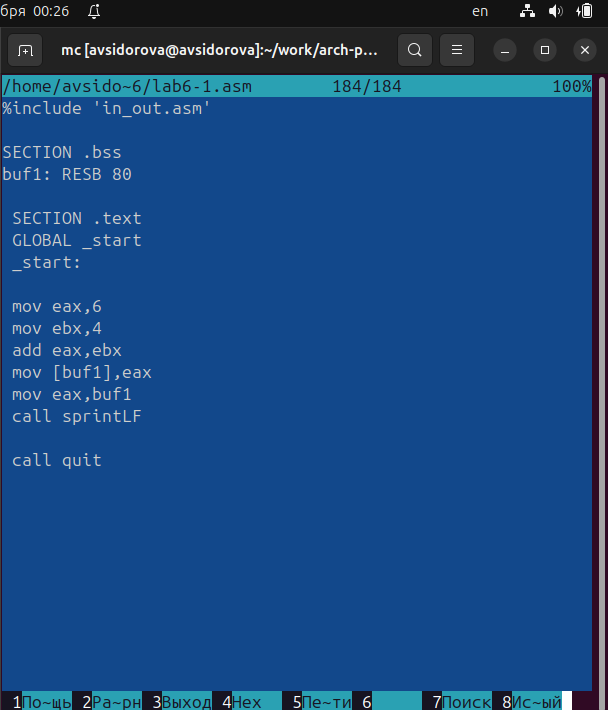 бря 00:26 en
mc [avsidorova@avsidorova]:~/work/arch-p...
/home/avsido~6/lab6-1.asm 184/184 100%
%include 'in_out.asm'
SECTION .bss
buf1: RESB 80
SECTION .text
GLOBAL _start
_start:
mov eax,6
mov ebx,4
add eax,ebx
mov [buf1],eax
mov eax,buf1
call sprintLF
call quit
1По~щь 2Ра~рн 3Выход 4Hex 5Пе~ти 6 7Поиск 8Ис~ый